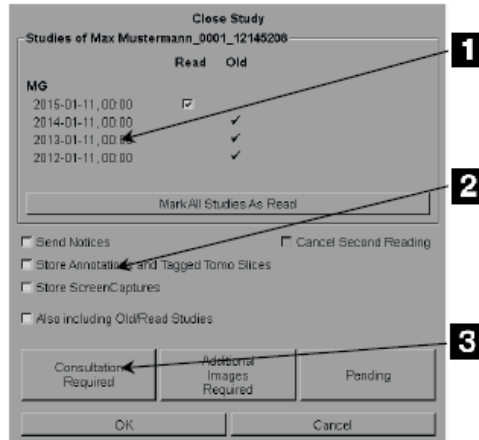 Close Study
Studies of Max Mustermann_0001_12145208
Read Old
MG
2015-01-11, 00:00
2014-01-11, 00:00
2013-01-11, 00:00
2012-01-11, 00:00
Mark All Studies As Read
Send Notices Cancel Second Reading
Store Annotations and Tagged Tomo Slices
Store ScreenCaptures
Also including Old/Read Studies
Consultation Required
Additional Images Required
Pending
OK Cancel
1
2
3